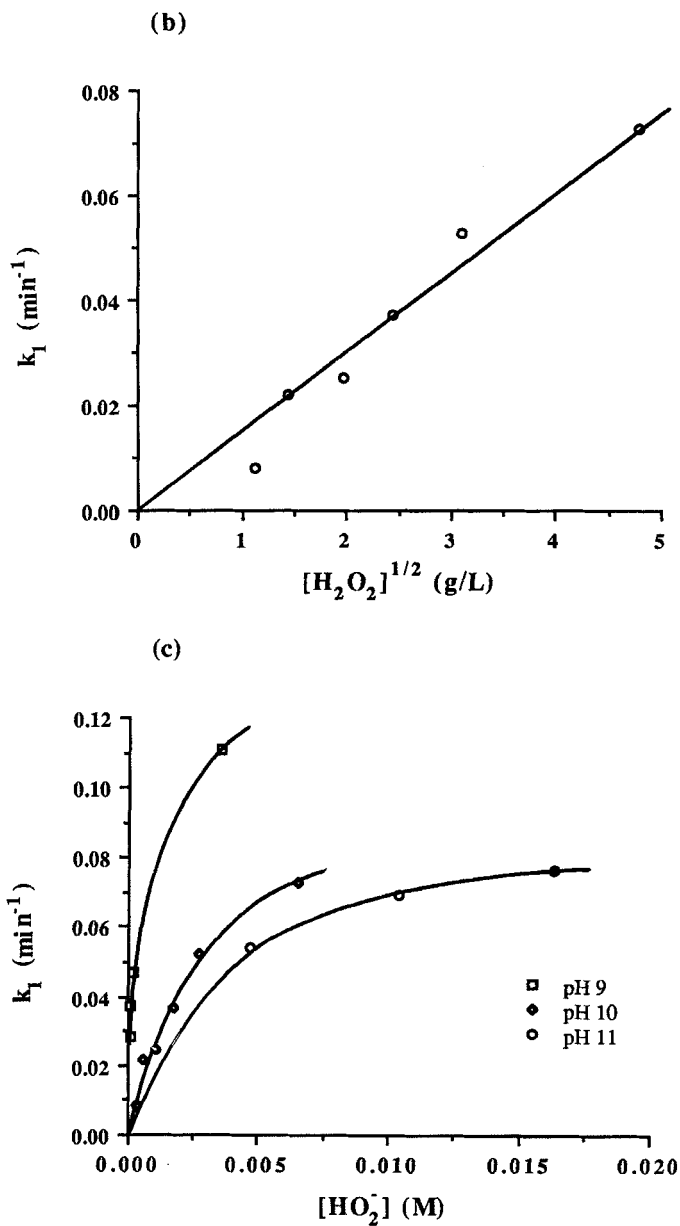 (b)
0.08
0.06
0.04
0.02
0.00
k₁ (min⁻¹)
0 1 2 3 4 5
[H₂O₂]^1/2 (g/L)
(c)
0.12
0.10
0.08
0.06
0.04
0.02
0.00
k₁ (min⁻¹)
pH 9
pH 10
pH 11
0.000 0.005 0.010 0.015 0.020
[HO₂⁻] (M)